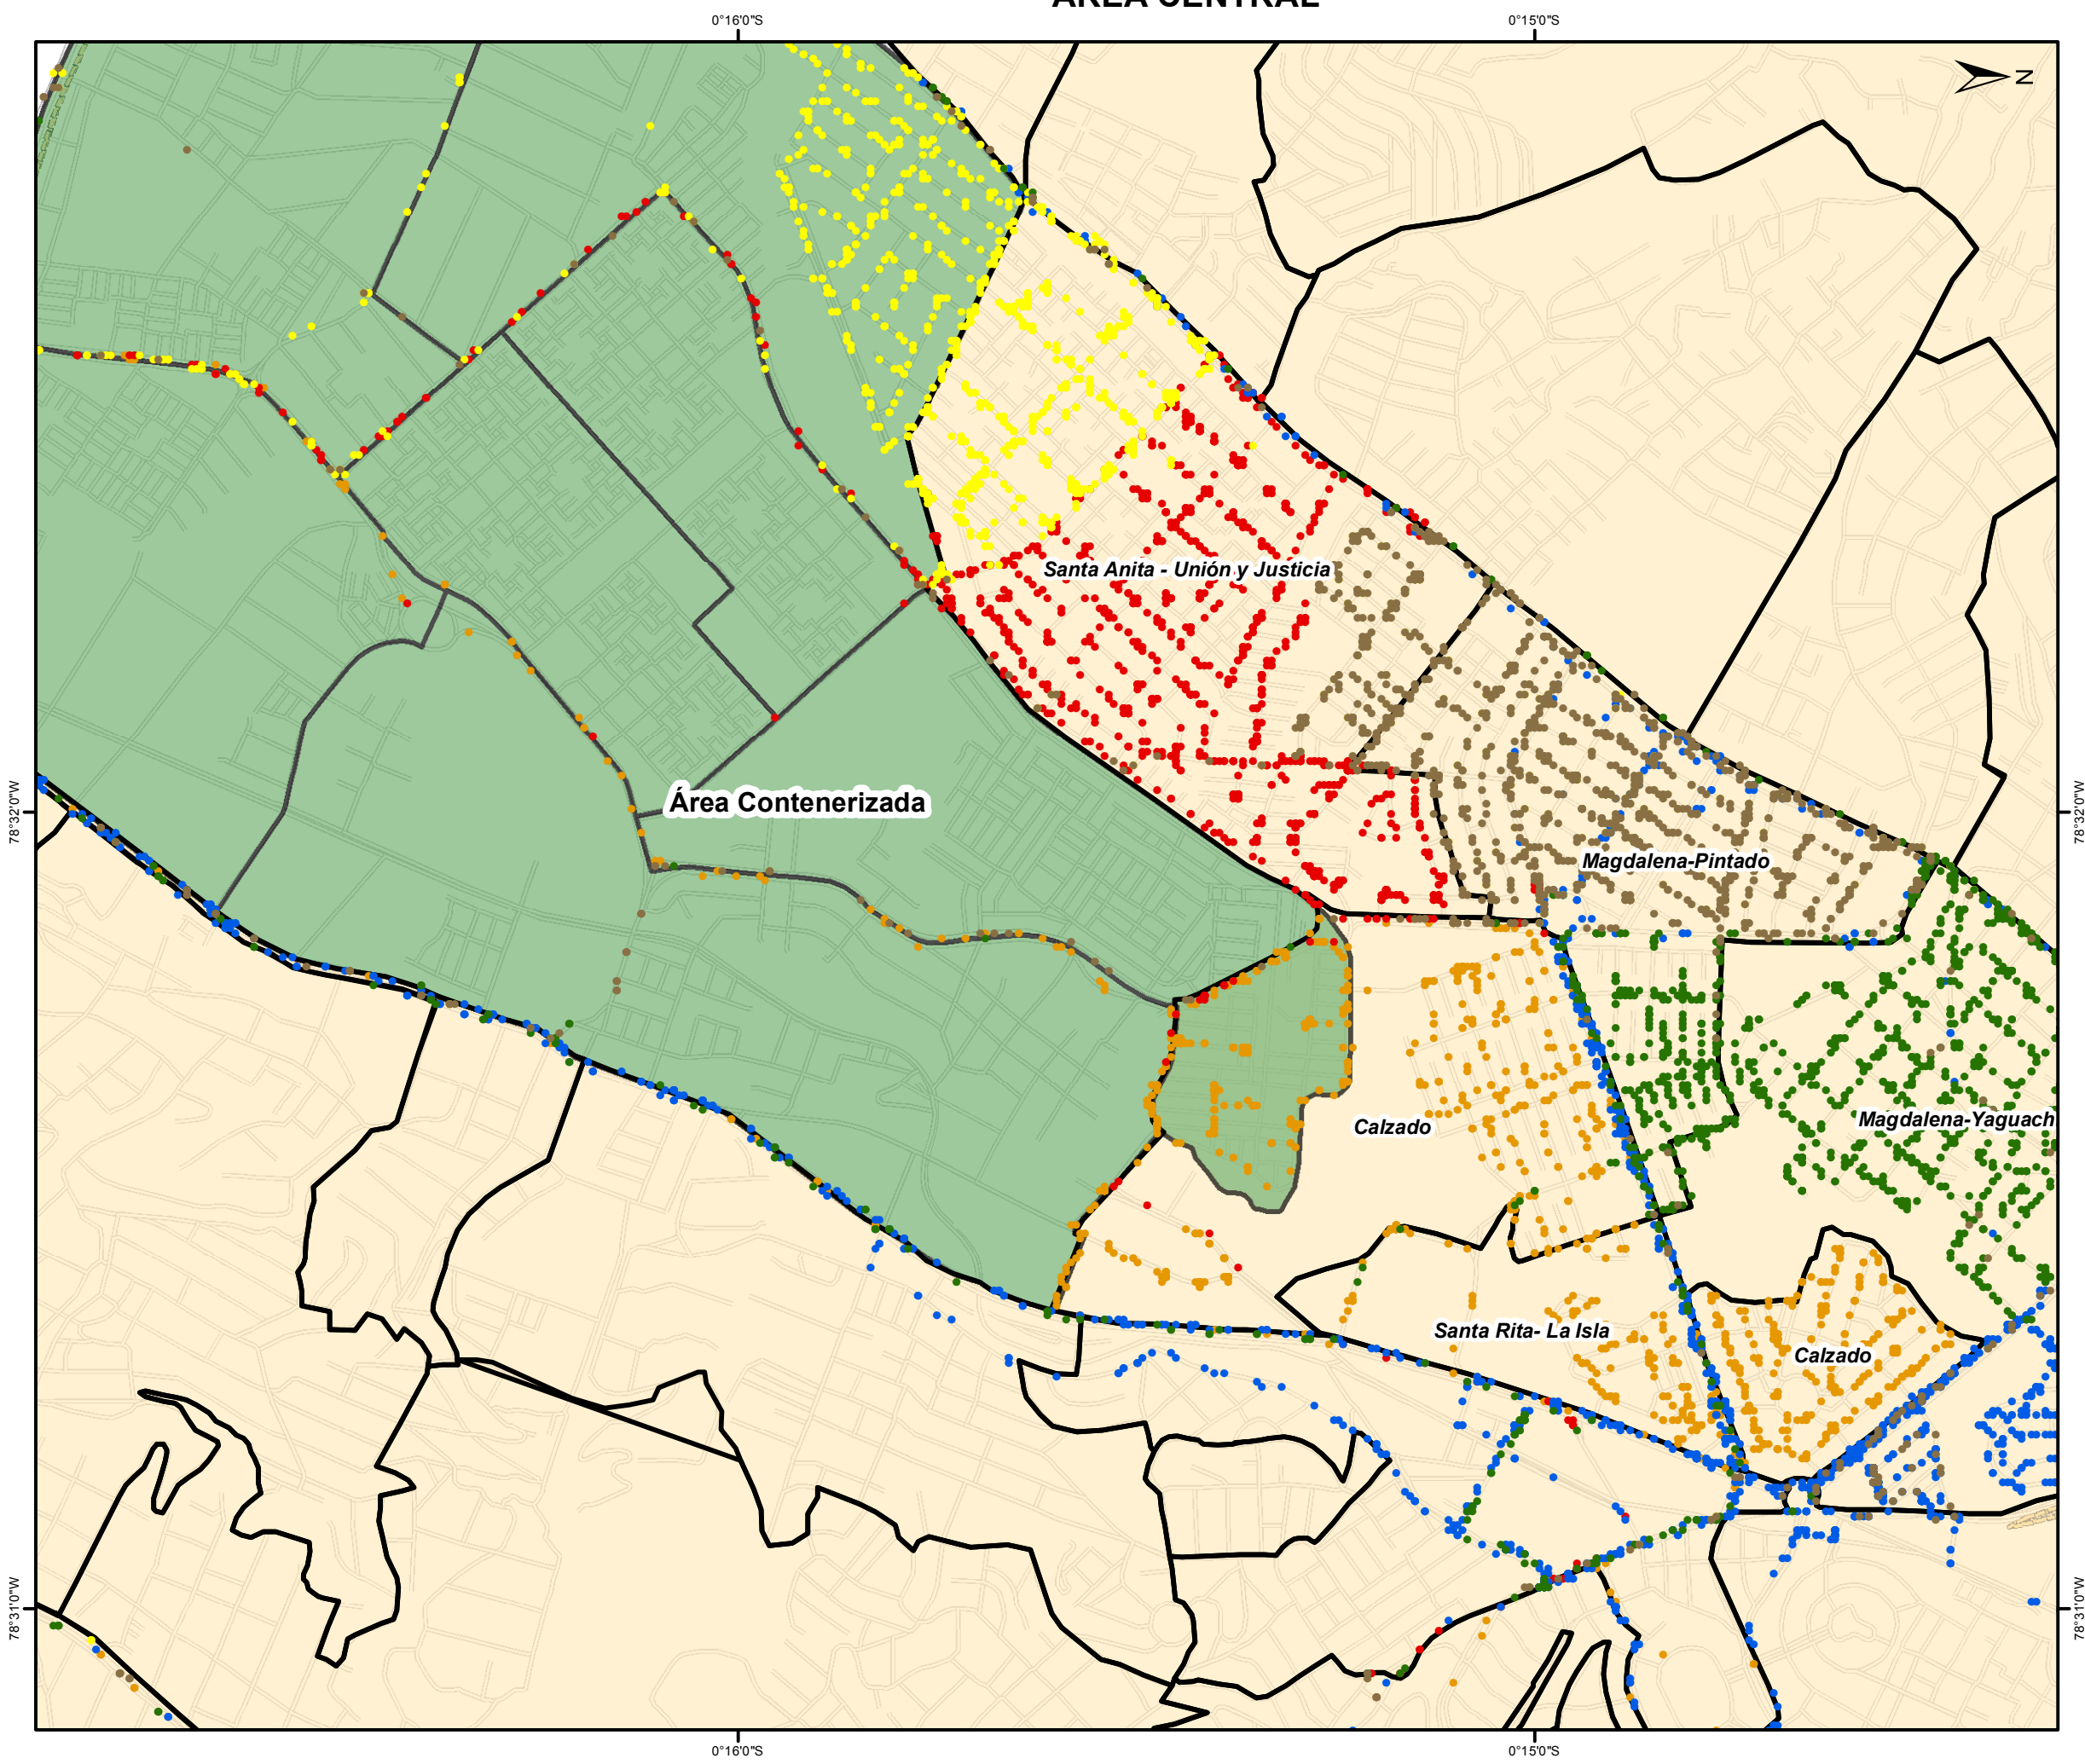 ÁREA CENTRAL
0°16'0"S
0°15'0"S
N
Santa Anita - Unión y Justicia
78°32'0"W
Área Contenerizada
78°32'0"W
Magdalena-Pintado
Calzado
Magdalena-Yaguach
Santa Rita- La Isla
Calzado
78°31'0"W
78°31'0"W
0°16'0"S
0°15'0"S